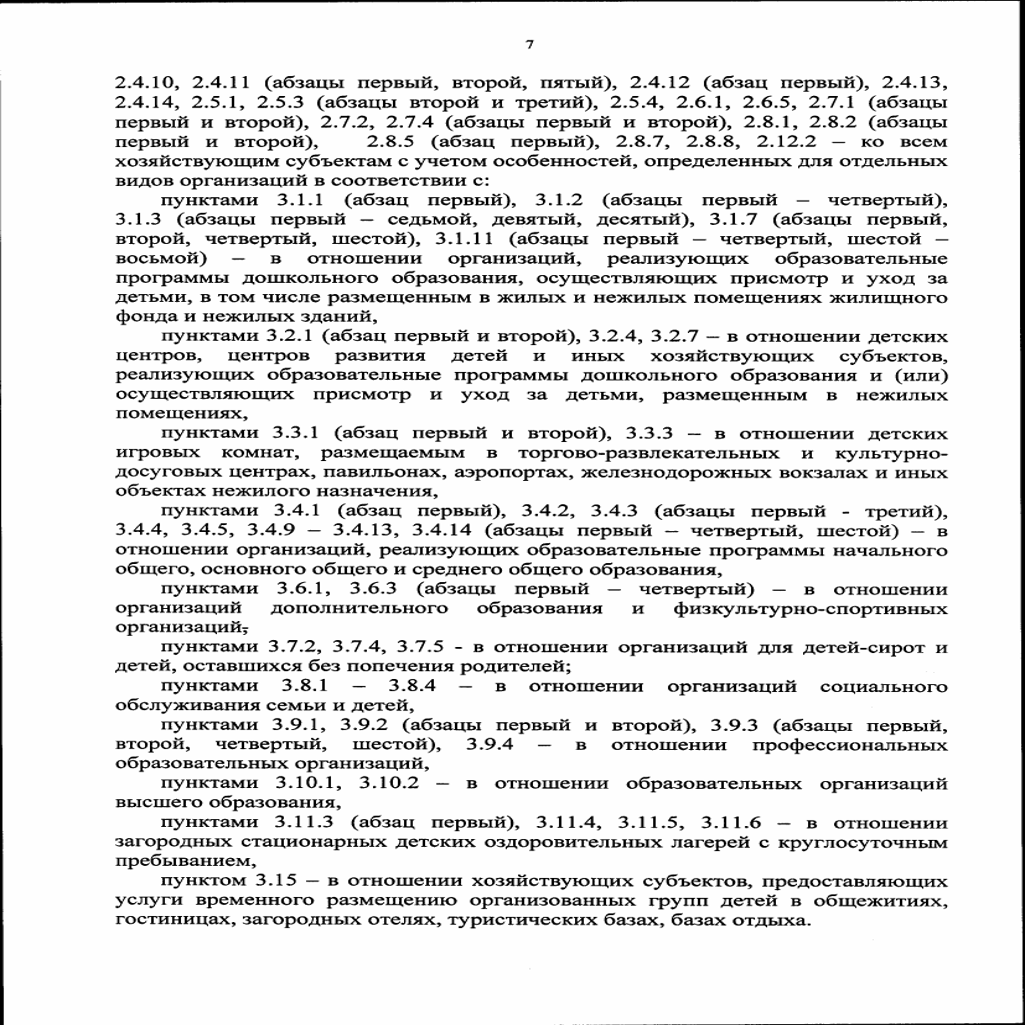 7
2.4.10, 2.4.11 (абзацы первый, второй, пятый), 2.4.12 (абзац первый), 2.4.13,
2.4.14, 2.5.1, 2.5.3 (абзацы второй и третий), 2.5.4, 2.6.1, 2.6.5, 2.7.1 (абзацы
первый и второй), 2.7.2, 2.7.4 (абзацы первый и второй), 2.8.1, 2.8.2 (абзацы
первый и второй), 2.8.5 (абзац первый), 2.8.7, 2.8.8, 2.12.2 – ко всем
хозяйствующим субъектам с учетом особенностей, определенных для отдельных
видов организаций в соответствии с:
пунктами 3.1.1 (абзац первый), 3.1.2 (абзацы первый – четвертый),
3.1.3 (абзацы первый – седьмой, девятый, десятый), 3.1.7 (абзацы первый,
второй, четвертый, шестой), 3.1.11 (абзацы первый – четвертый, шестой –
восьмой) – в отношении организаций, реализующих образовательные
программы дошкольного образования, осуществляющих присмотр и уход за
детьми, в том числе размещенным в жилых и нежилых помещениях жилищного
фонда и нежилых зданий,
пунктами 3.2.1 (абзац первый и второй), 3.2.4, 3.2.7 – в отношении детских
центров, центров развития детей и иных хозяйствующих субъектов,
реализующих образовательные программы дошкольного образования и (или)
осуществляющих присмотр и уход за детьми, размещенным в нежилых
помещениях,
пунктами 3.3.1 (абзац первый и второй), 3.3.3 – в отношении детских
игровых комнат, размещаемым в торгово-развлекательных и культурно-
досуговых центрах, павильонах, аэропортах, железнодорожных вокзалах и иных
объектах нежилого назначения,
пунктами 3.4.1 (абзац первый), 3.4.2, 3.4.3 (абзацы первый - третий),
3.4.4, 3.4.5, 3.4.9 – 3.4.13, 3.4.14 (абзацы первый – четвертый, шестой) – в
отношении организаций, реализующих образовательные программы начального
общего, основного общего и среднего общего образования,
пунктами 3.6.1, 3.6.3 (абзацы первый – четвертый) – в отношении
организаций дополнительного образования и физкультурно-спортивных
организаций;
пунктами 3.7.2, 3.7.4, 3.7.5 - в отношении организаций для детей-сирот и
детей, оставшихся без попечения родителей;
пунктами 3.8.1 – 3.8.4 – в отношении организаций социального
обслуживания семьи и детей,
пунктами 3.9.1, 3.9.2 (абзацы первый и второй), 3.9.3 (абзацы первый,
второй, четвертый, шестой), 3.9.4 – в отношении профессиональных
образовательных организаций,
пунктами 3.10.1, 3.10.2 – в отношении образовательных организаций
высшего образования,
пунктами 3.11.3 (абзац первый), 3.11.4, 3.11.5, 3.11.6 – в отношении
загородных стационарных детских оздоровительных лагерей с круглосуточным
пребыванием,
пунктом 3.15 – в отношении хозяйствующих субъектов, предоставляющих
услуги временного размещению организованных групп детей в общежитиях,
гостиницах, загородных отелях, туристических базах, базах отдыха.